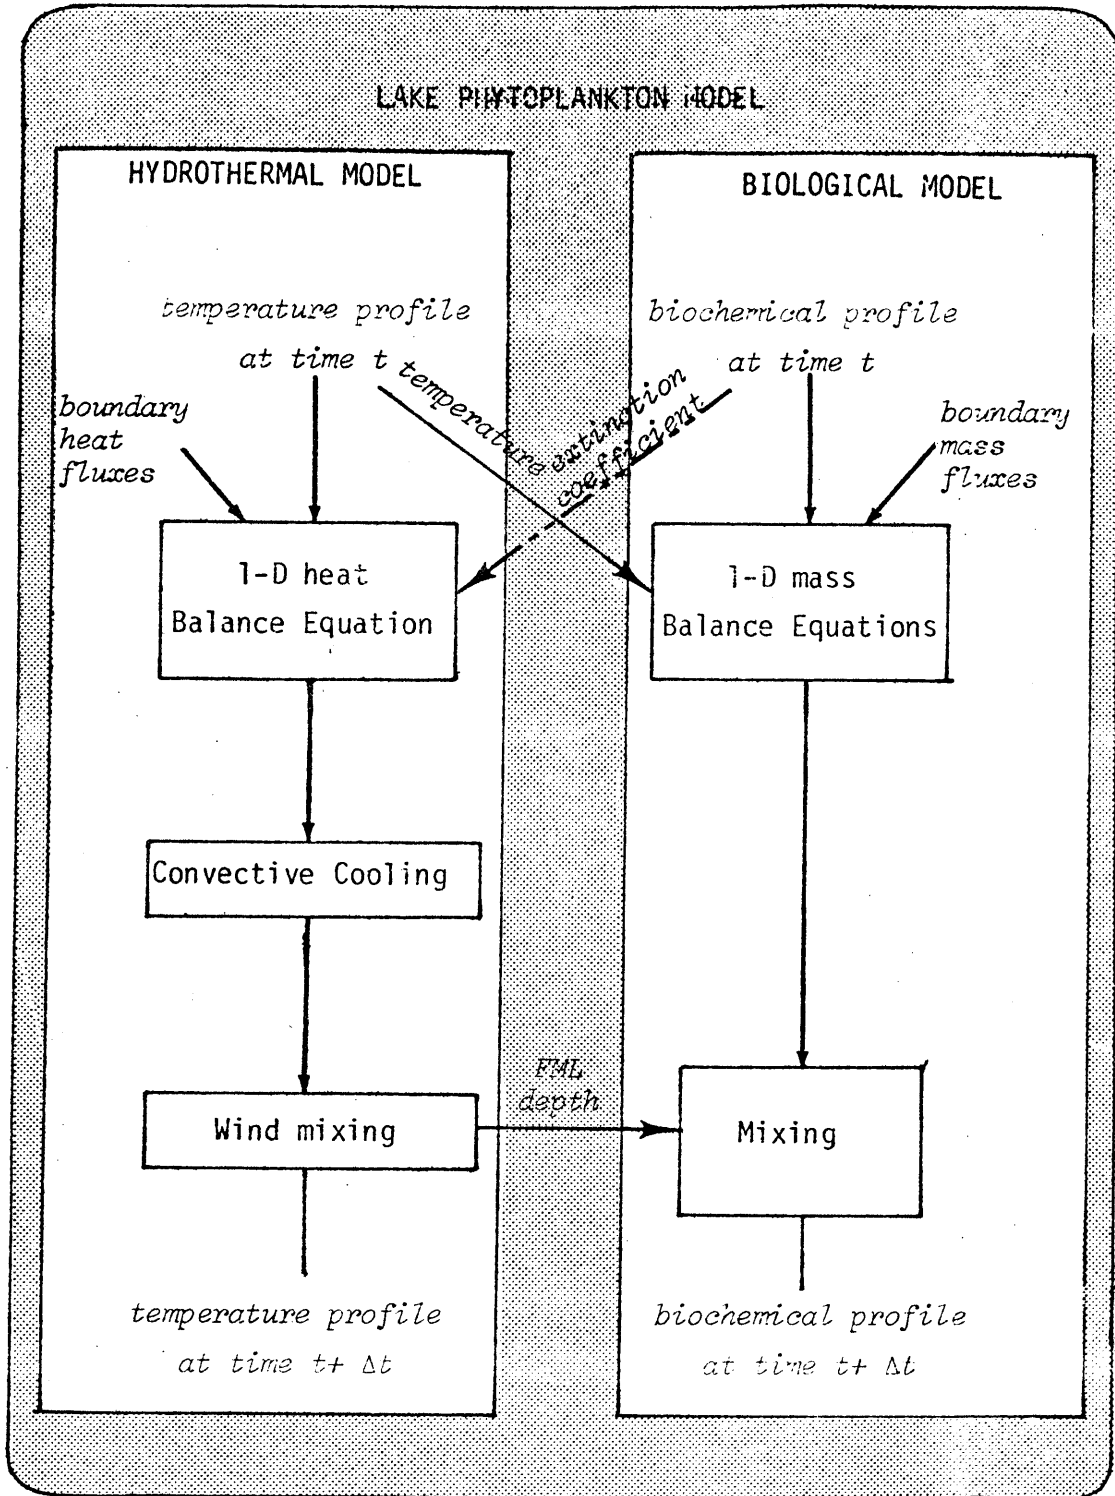 LAKE PHYTOPLANKTON MODEL
HYDROTHERMAL MODEL
temperature profile
at time t
boundary
heat
fluxes
temperature
extinction
coefficient
1-D heat
Balance Equation
Convective Cooling
Wind mixing
FML
depth
temperature profile
at time t+ Δt
BIOLOGICAL MODEL
biochemical profile
at time t
boundary
mass
fluxes
1-D mass
Balance Equations
Mixing
biochemical profile
at time t+ Δt